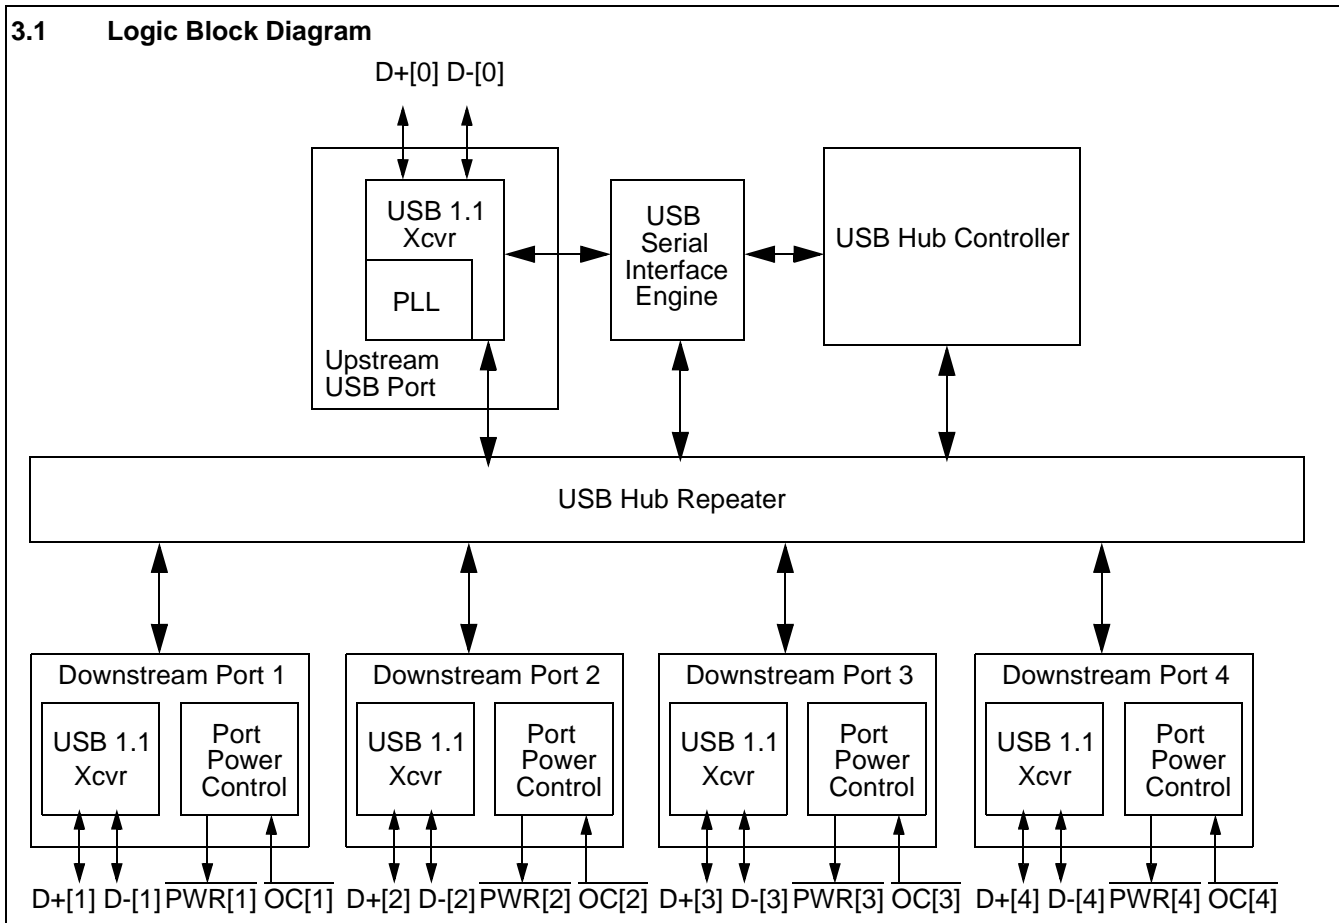 3.1 Logic Block Diagram
D+[0] D-[0]
USB 1.1
Xcvr
PLL
Upstream
USB Port
USB
Serial
Interface
Engine
USB Hub Controller
USB Hub Repeater
Downstream Port 1
USB 1.1
Xcvr
Port
Power
Control
D+[1] D-[1] PWR[1] OC[1]
Downstream Port 2
USB 1.1
Xcvr
Port
Power
Control
D+[2] D-[2] PWR[2] OC[2]
Downstream Port 3
USB 1.1
Xcvr
Port
Power
Control
D+[3] D-[3] PWR[3] OC[3]
Downstream Port 4
USB 1.1
Xcvr
Port
Power
Control
D+[4] D-[4] PWR[4] OC[4]